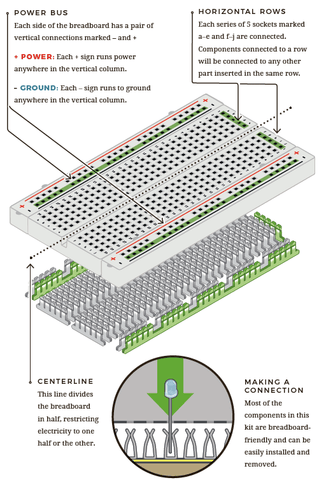 POWER BUS
Each side of the breadboard has a pair of
vertical connections marked – and +
+ POWER: Each + sign runs power
anywhere in the vertical column.
- GROUND: Each – sign runs to ground
anywhere in the vertical column.
HORIZONTAL ROWS
Each series of 5 sockets marked
a–e and f–j are connected.
Components connected to a row
will be connected to any other
part inserted in the same row.
CENTERLINE
This line divides
the breadboard
in half, restricting
electricity to one
half or the other.
MAKING A
CONNECTION
Most of the
components in this
kit are breadboard-
friendly and can be
easily installed and
removed.